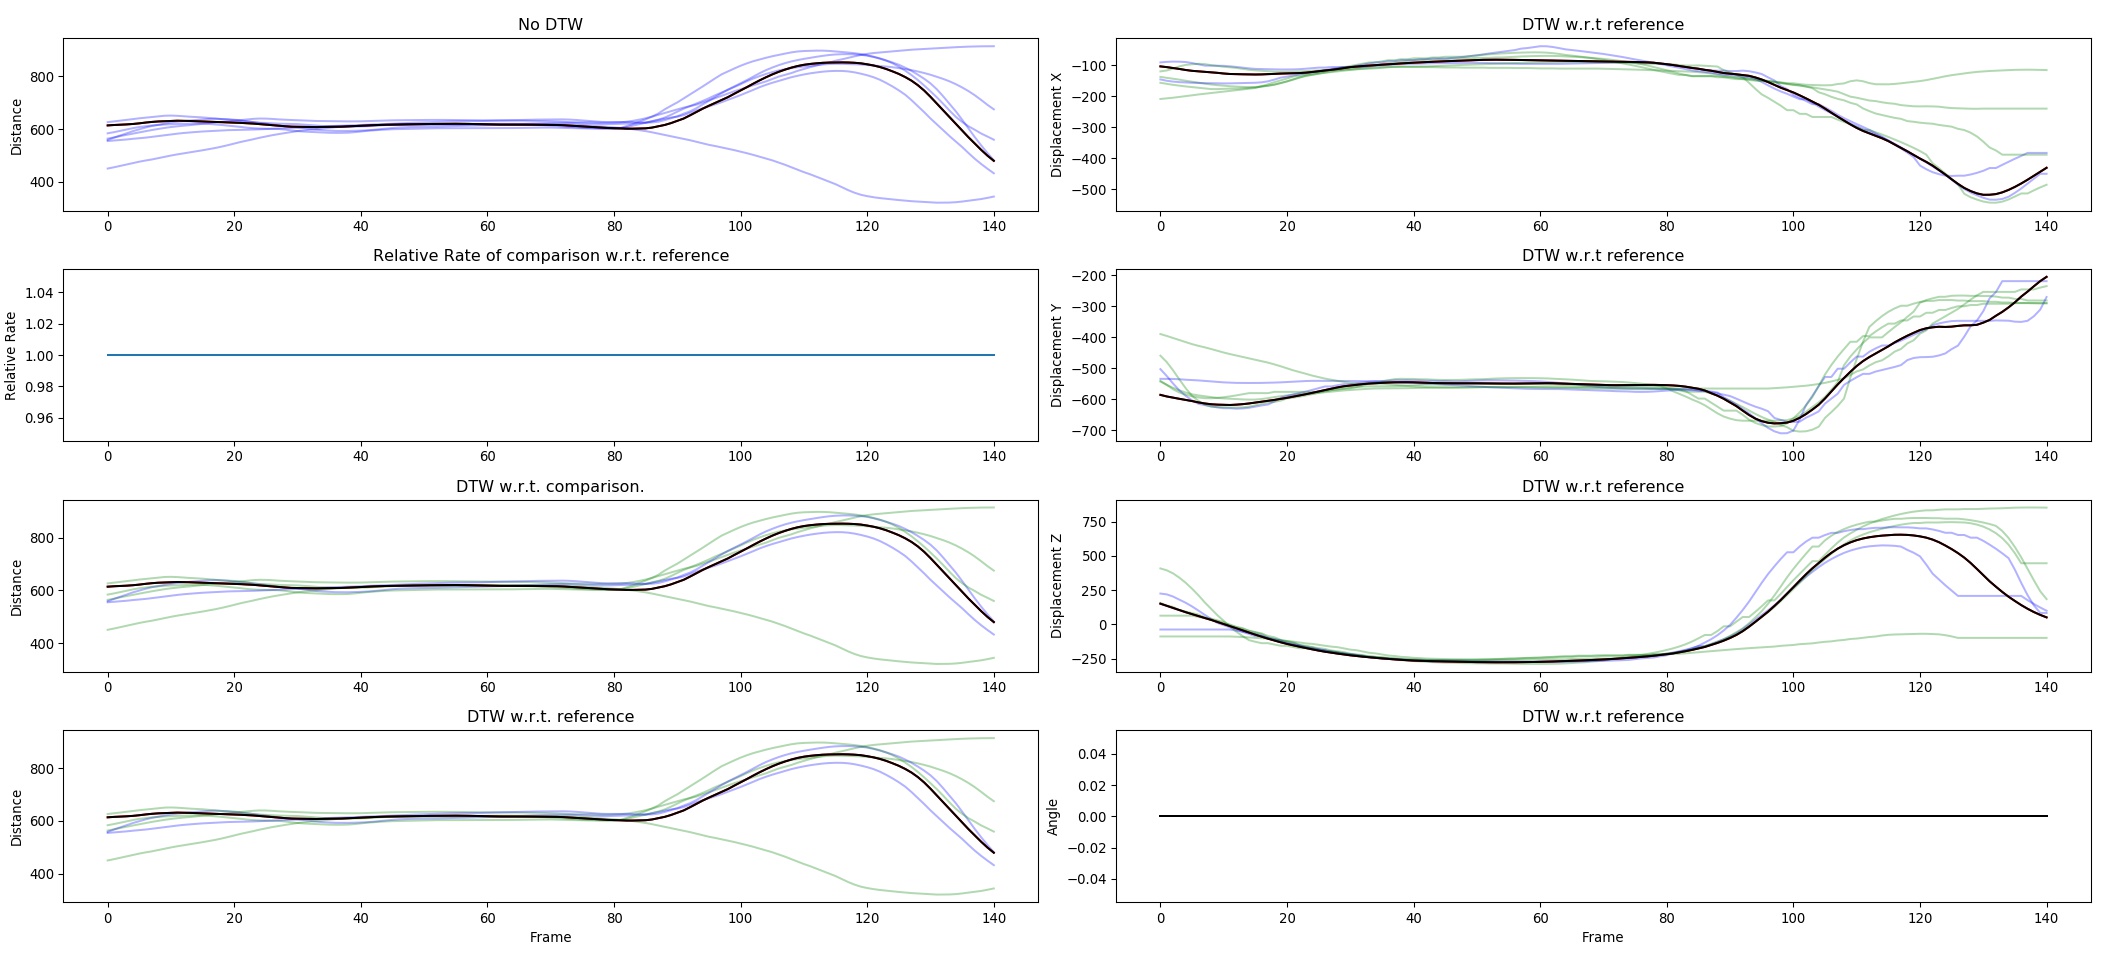 No DTW
Distance
800
600
400
0 20 40 60 80 100 120 140
Relative Rate of comparison w.r.t. reference
Relative Rate
1.04
1.02
1.00
0.98
0.96
0 20 40 60 80 100 120 140
DTW w.r.t. comparison.
Distance
800
600
400
0 20 40 60 80 100 120 140
DTW w.r.t. reference
Distance
800
600
400
0 20 40 60 80 100 120 140
Frame
DTW w.r.t reference
Displacement X
−100
−200
−300
−400
−500
0 20 40 60 80 100 120 140
DTW w.r.t reference
Displacement Y
−200
−300
−400
−500
−600
−700
0 20 40 60 80 100 120 140
DTW w.r.t reference
Displacement Z
750
500
250
0
−250
0 20 40 60 80 100 120 140
DTW w.r.t reference
Angle
0.04
0.02
0.00
−0.02
−0.04
0 20 40 60 80 100 120 140
Frame